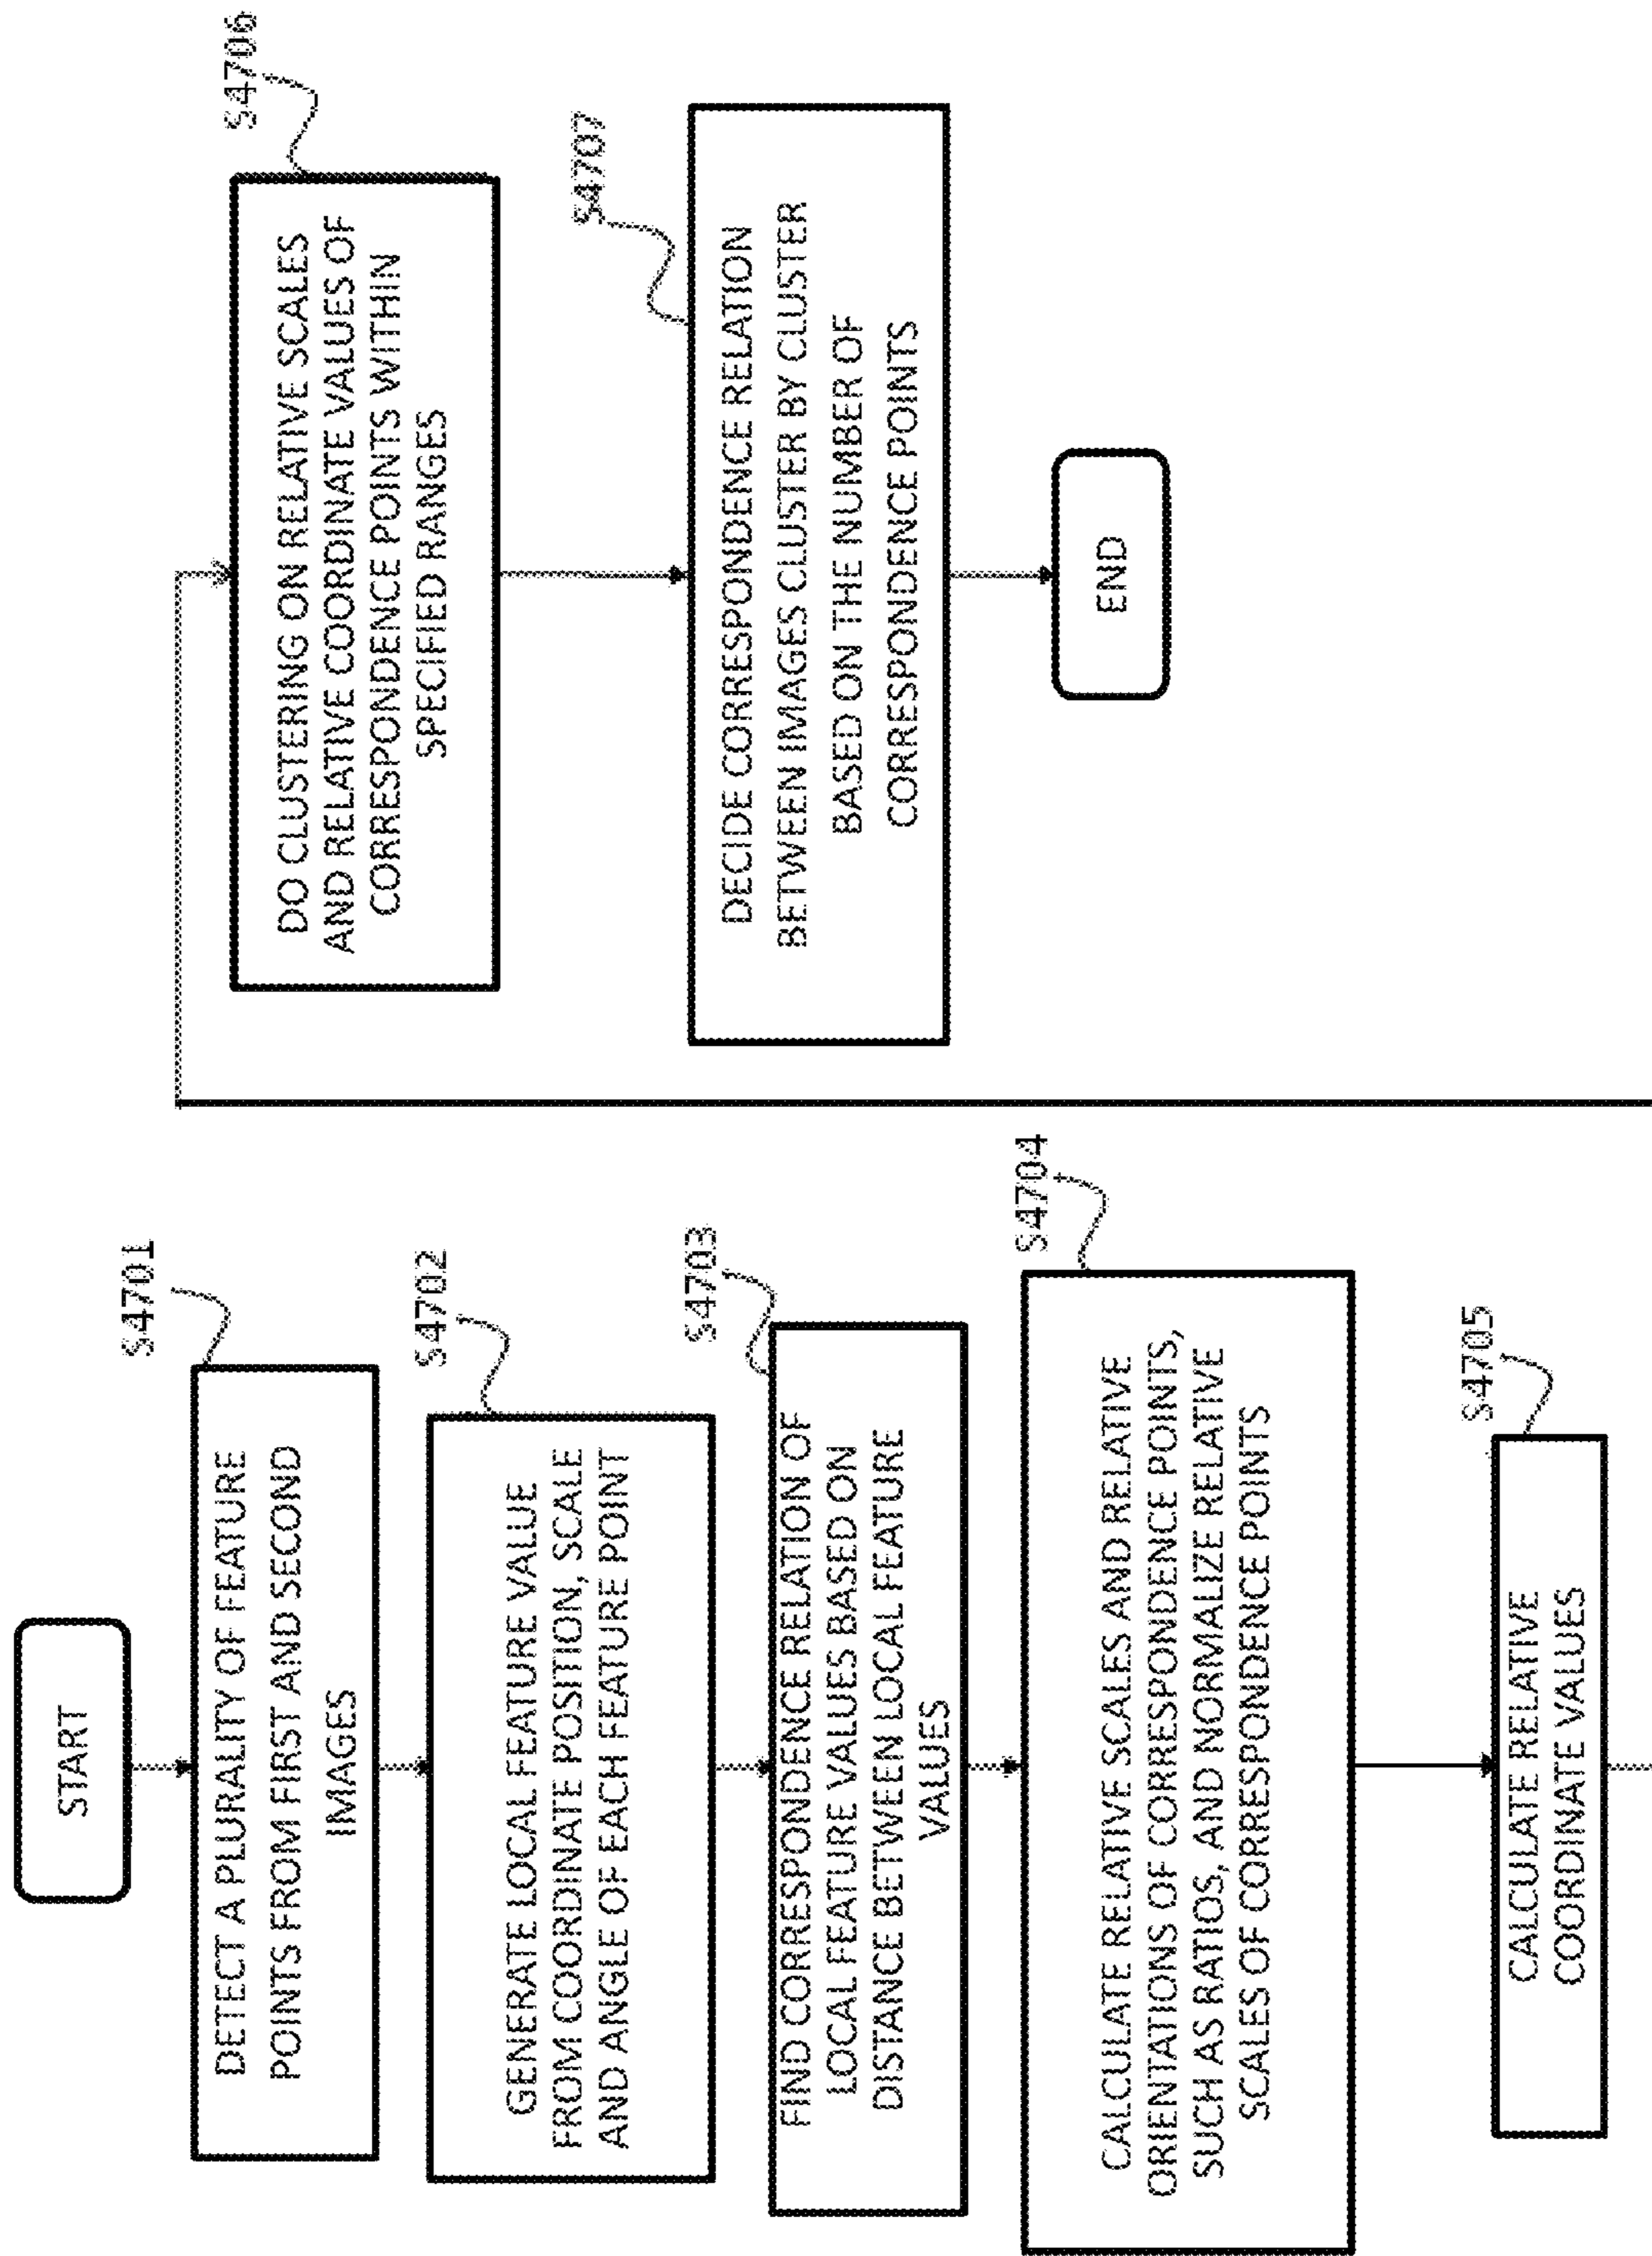 START
S4701
DETECT A PLURALITY OF FEATURE
POINTS FROM FIRST AND SECOND
IMAGES
S4702
GENERATE LOCAL FEATURE VALUE
FROM COORDINATE POSITION, SCALE
AND ANGLE OF EACH FEATURE POINT
S4703
FIND CORRESPONDENCE RELATION OF
LOCAL FEATURE VALUES BASED ON
DISTANCE BETWEEN LOCAL FEATURE
VALUES
S4704
CALCULATE RELATIVE SCALES AND RELATIVE
ORIENTATIONS OF CORRESPONDENCE POINTS,
SUCH AS RATIOS, AND NORMALIZE RELATIVE
SCALES OF CORRESPONDENCE POINTS
S4705
CALCULATE RELATIVE
COORDINATE VALUES
S4706
DO CLUSTERING ON RELATIVE SCALES
AND RELATIVE COORDINATE VALUES OF
CORRESPONDENCE POINTS WITHIN
SPECIFIED RANGES
S4707
DECIDE CORRESPONDENCE RELATION
BETWEEN IMAGES CLUSTER BY CLUSTER
BASED ON THE NUMBER OF
CORRESPONDENCE POINTS
END